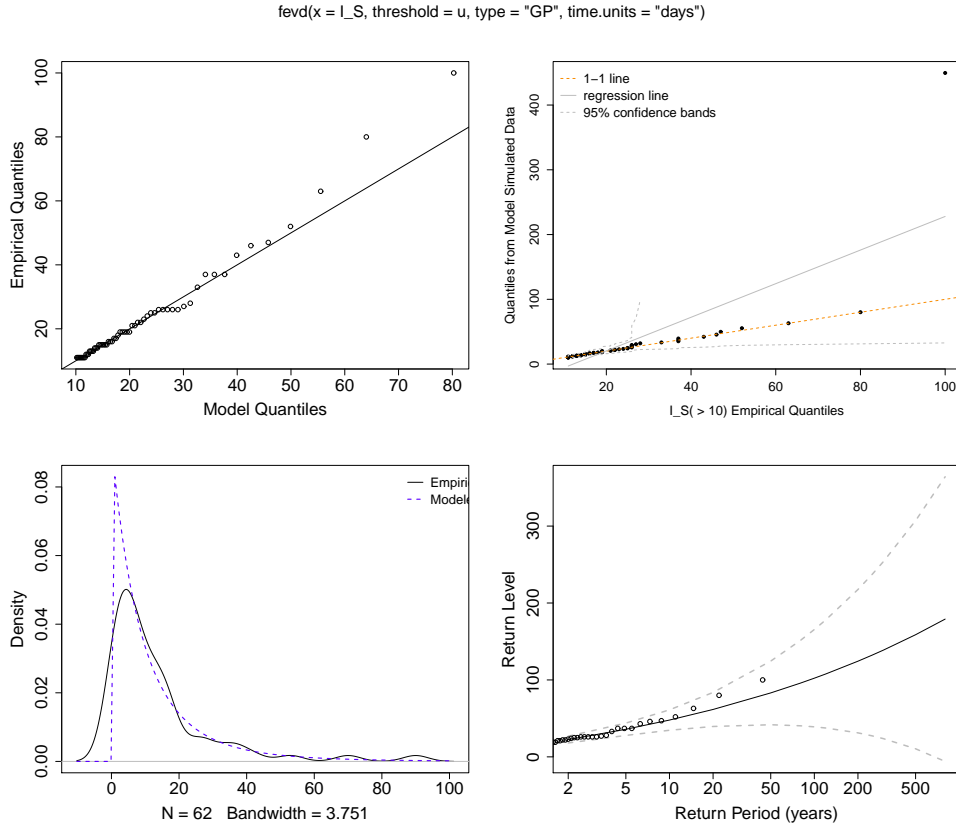 fevd(x = I_S, threshold = u, type = "GP", time.units = "days")
100
80
60
40
20
Empirical Quantiles
10 20 30 40 50 60 70 80
Model Quantiles
1−1 line
regression line
95% confidence bands
400
300
200
100
0
Quantiles from Model Simulated Data
20 40 60 80 100
I_S( > 10) Empirical Quantiles
Empiri
Modele
0.08
0.06
0.04
0.02
0.00
Density
0 20 40 60 80 100
N = 62 Bandwidth = 3.751
300
200
100
0
Return Level
2 5 10 20 50 100 200 500
Return Period (years)